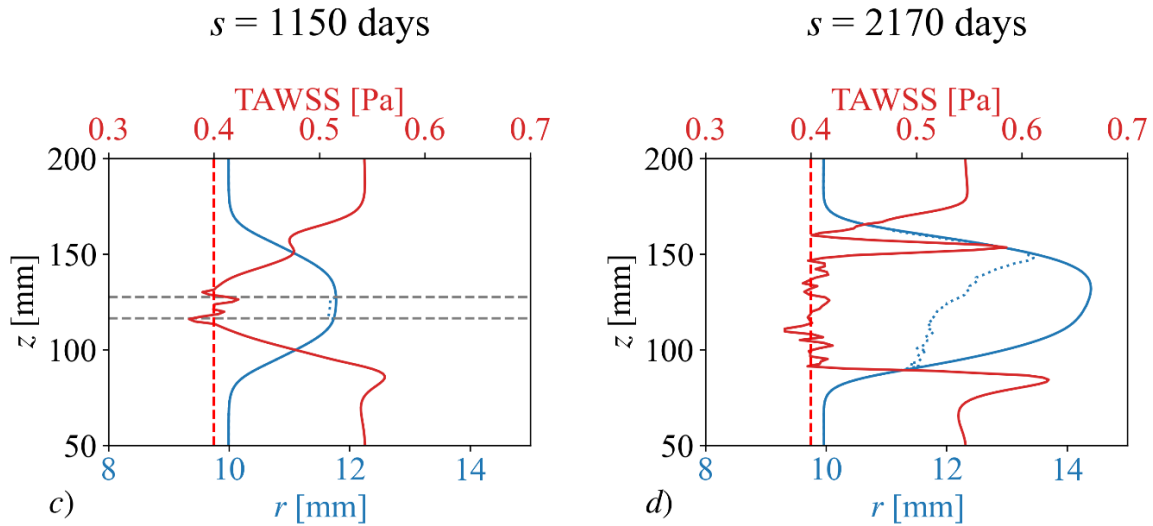 s = 1150 days
s = 2170 days
TAWSS [Pa]
TAWSS [Pa]
0.3 0.4 0.5 0.6 0.7
0.3 0.4 0.5 0.6 0.7
200
150
100
50
z [mm]
8 10 12 14
r [mm]
c)
200
150
100
50
z [mm]
8 10 12 14
r [mm]
d)